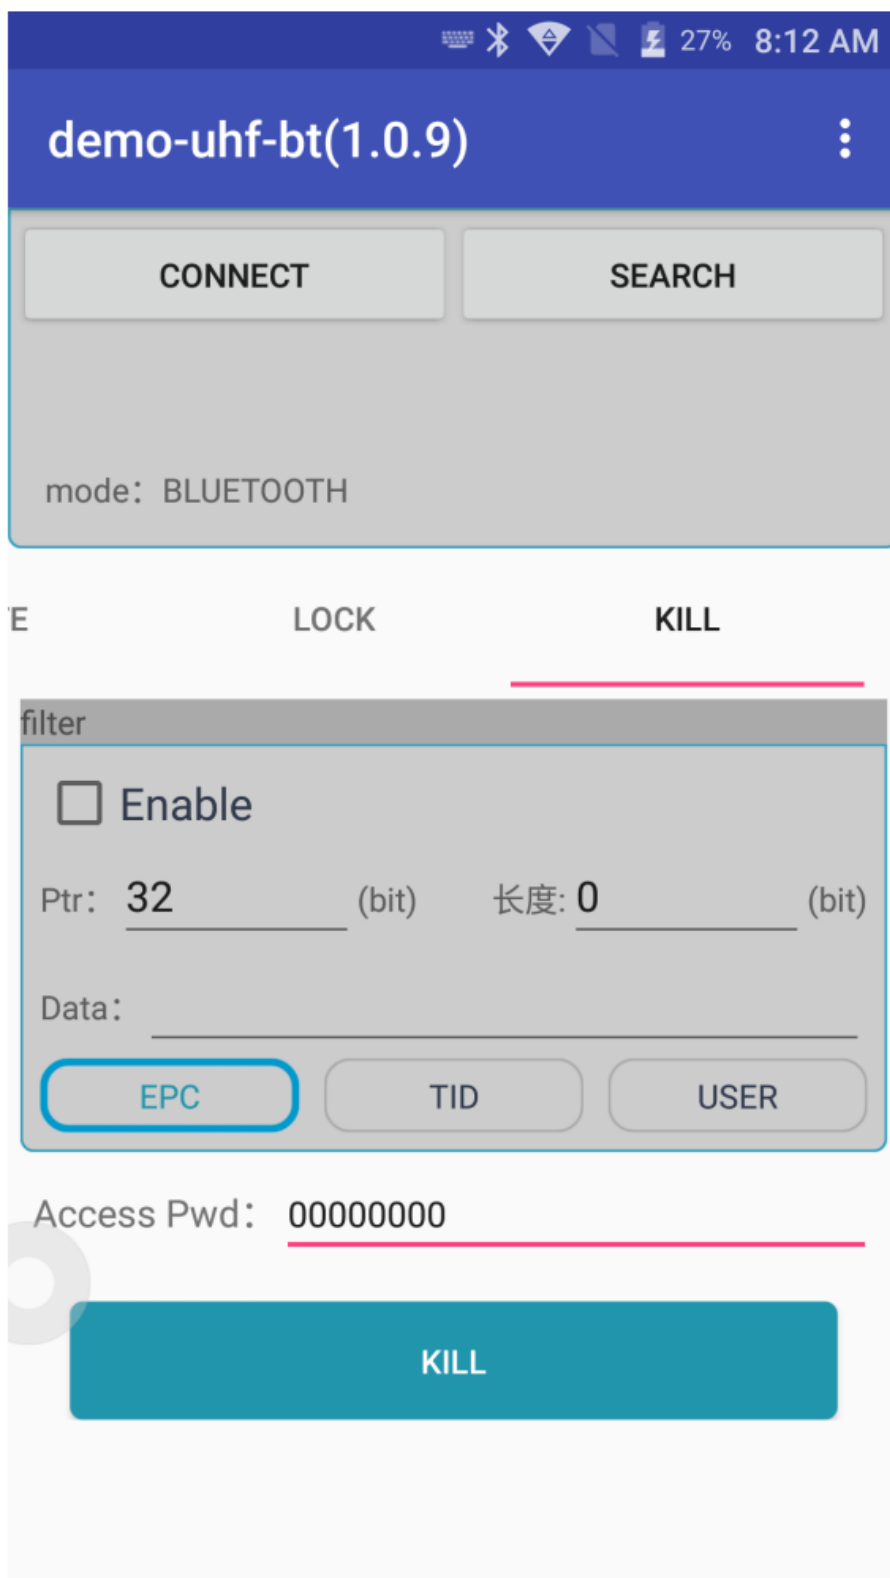 27% 8:12 AM
demo-uhf-bt(1.0.9)
CONNECT SEARCH
mode：BLUETOOTH
LOCK KILL
filter
Enable
Ptr：32 (bit) 长度: 0 (bit)
Data：
EPC TID USER
Access Pwd：00000000
KILL